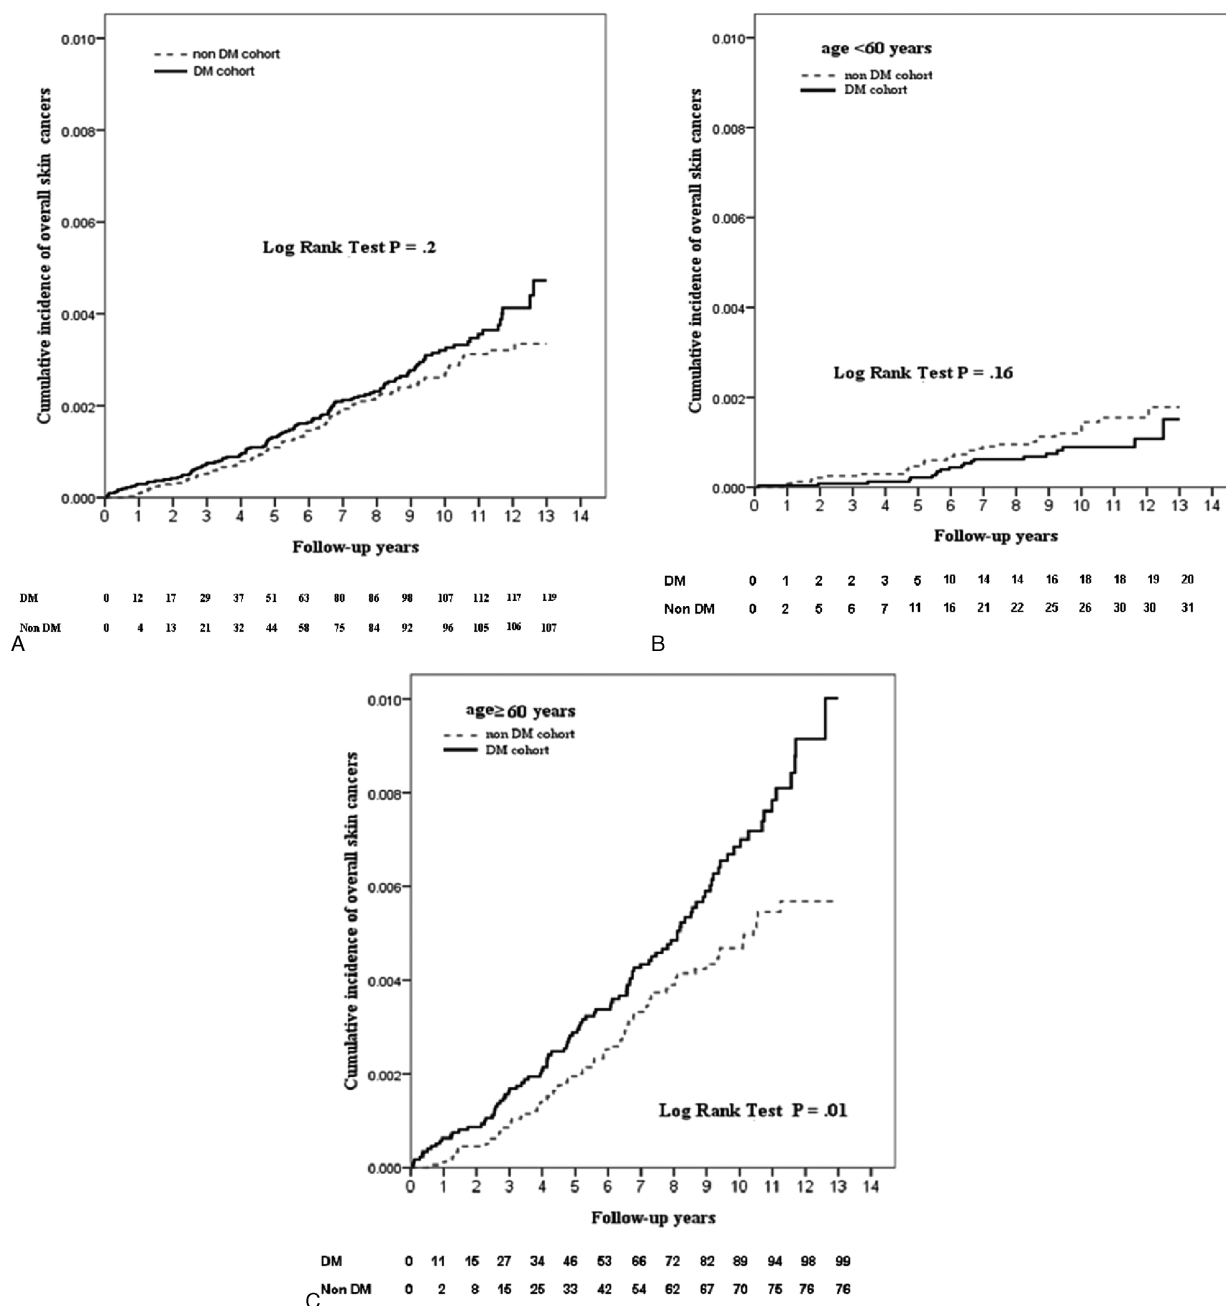 0.010
0.008
0.006
0.004
0.002
0.000
Cumulative incidence of overall skin cancers
non DM cohort
DM cohort
Log Rank Test P = .2
0 1 2 3 4 5 6 7 8 9 10 11 12 13 14
Follow-up years
DM 0 12 17 29 37 51 63 80 86 98 107 112 117 119
Non DM 0 4 13 21 32 44 58 75 84 92 96 105 106 107
A
0.010
0.008
0.006
0.004
0.002
0.000
Cumulative incidence of overall skin cancers
age <60 years
non DM cohort
DM cohort
Log Rank Test P = .16
0 1 2 3 4 5 6 7 8 9 10 11 12 13 14
Follow-up years
DM 0 1 2 2 3 5 10 14 14 16 18 18 19 20
Non DM 0 2 5 6 7 11 16 21 22 25 26 30 30 31
B
0.010
0.008
0.006
0.004
0.002
0.000
Cumulative incidence of overall skin cancers
age≥60 years
non DM cohort
DM cohort
Log Rank Test P = .01
0 1 2 3 4 5 6 7 8 9 10 11 12 13 14
Follow-up years
DM 0 11 15 27 34 46 53 66 72 82 89 94 98 99
Non DM 0 2 8 15 25 33 42 54 62 67 70 75 76 76
C